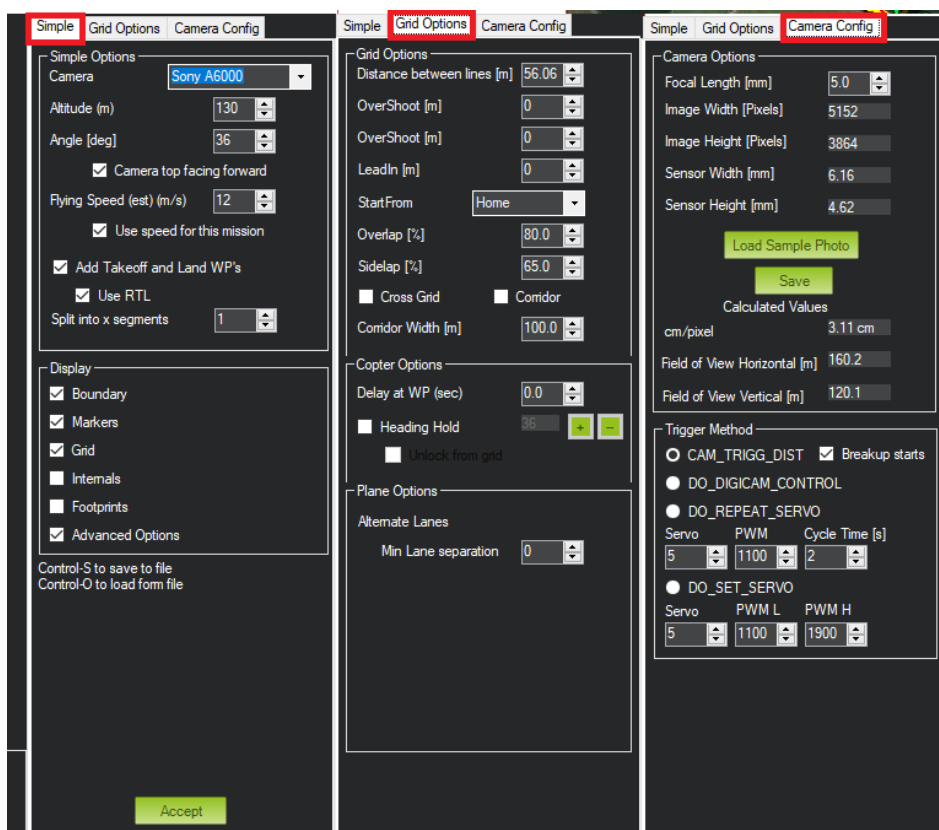 Simple Grid Options Camera Config
Simple Options
Camera Sony A6000
Altitude (m) 130
Angle [deg] 36
Camera top facing forward
Flying Speed (est) (m/s) 12
Use speed for this mission
Add Takeoff and Land WP's
Use RTL
Split into x segments 1
Display
Boundary
Markers
Grid
Internals
Footprints
Advanced Options
Control-S to save to file
Control-O to load form file
Accept
Simple Grid Options Camera Config
Grid Options
Distance between lines [m] 56.06
OverShoot [m] 0
OverShoot [m] 0
LeadIn [m] 0
StartFrom Home
Overlap [%] 80.0
Sidelap [%] 65.0
Cross Grid Corridor
Corridor Width [m] 100.0
Copter Options
Delay at WP (sec) 0.0
Heading Hold 36 + −
Unlock from grid
Plane Options
Alternate Lanes
Min Lane separation 0
Simple Grid Options Camera Config
Camera Options
Focal Length [mm] 5.0
Image Width [Pixels] 5152
Image Height [Pixels] 3864
Sensor Width [mm] 6.16
Sensor Height [mm] 4.62
Load Sample Photo
Save
Calculated Values
cm/pixel 3.11 cm
Field of View Horizontal [m] 160.2
Field of View Vertical [m] 120.1
Trigger Method
CAM_TRIGG_DIST Breakup starts
DO_DIGICAM_CONTROL
DO_REPEAT_SERVO
Servo PWM Cycle Time [s]
5 1100 2
DO_SET_SERVO
Servo PWM L PWM H
5 1100 1900